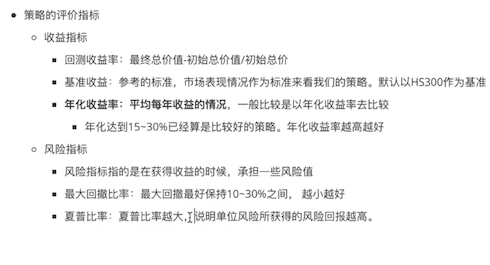 策略的评价指标
收益指标
回测收益率：最终总价值-初始总价值/初始总价
基准收益：参考的标准，市场表现情况作为标准来看我们的策略。默认以HS300作为基准
年化收益率：平均每年收益的情况，一般比较是以年化收益率去比较
年化达到15~30%已经算是比较好的策略。年化收益率越高越好
风险指标
风险指标指的是在获得收益的时候，承担一些风险值
最大回撤比率：最大回撤最好保持10~30%之间， 越小越好
夏普比率：夏普比率越大，说明单位风险所获得的风险回报越高。